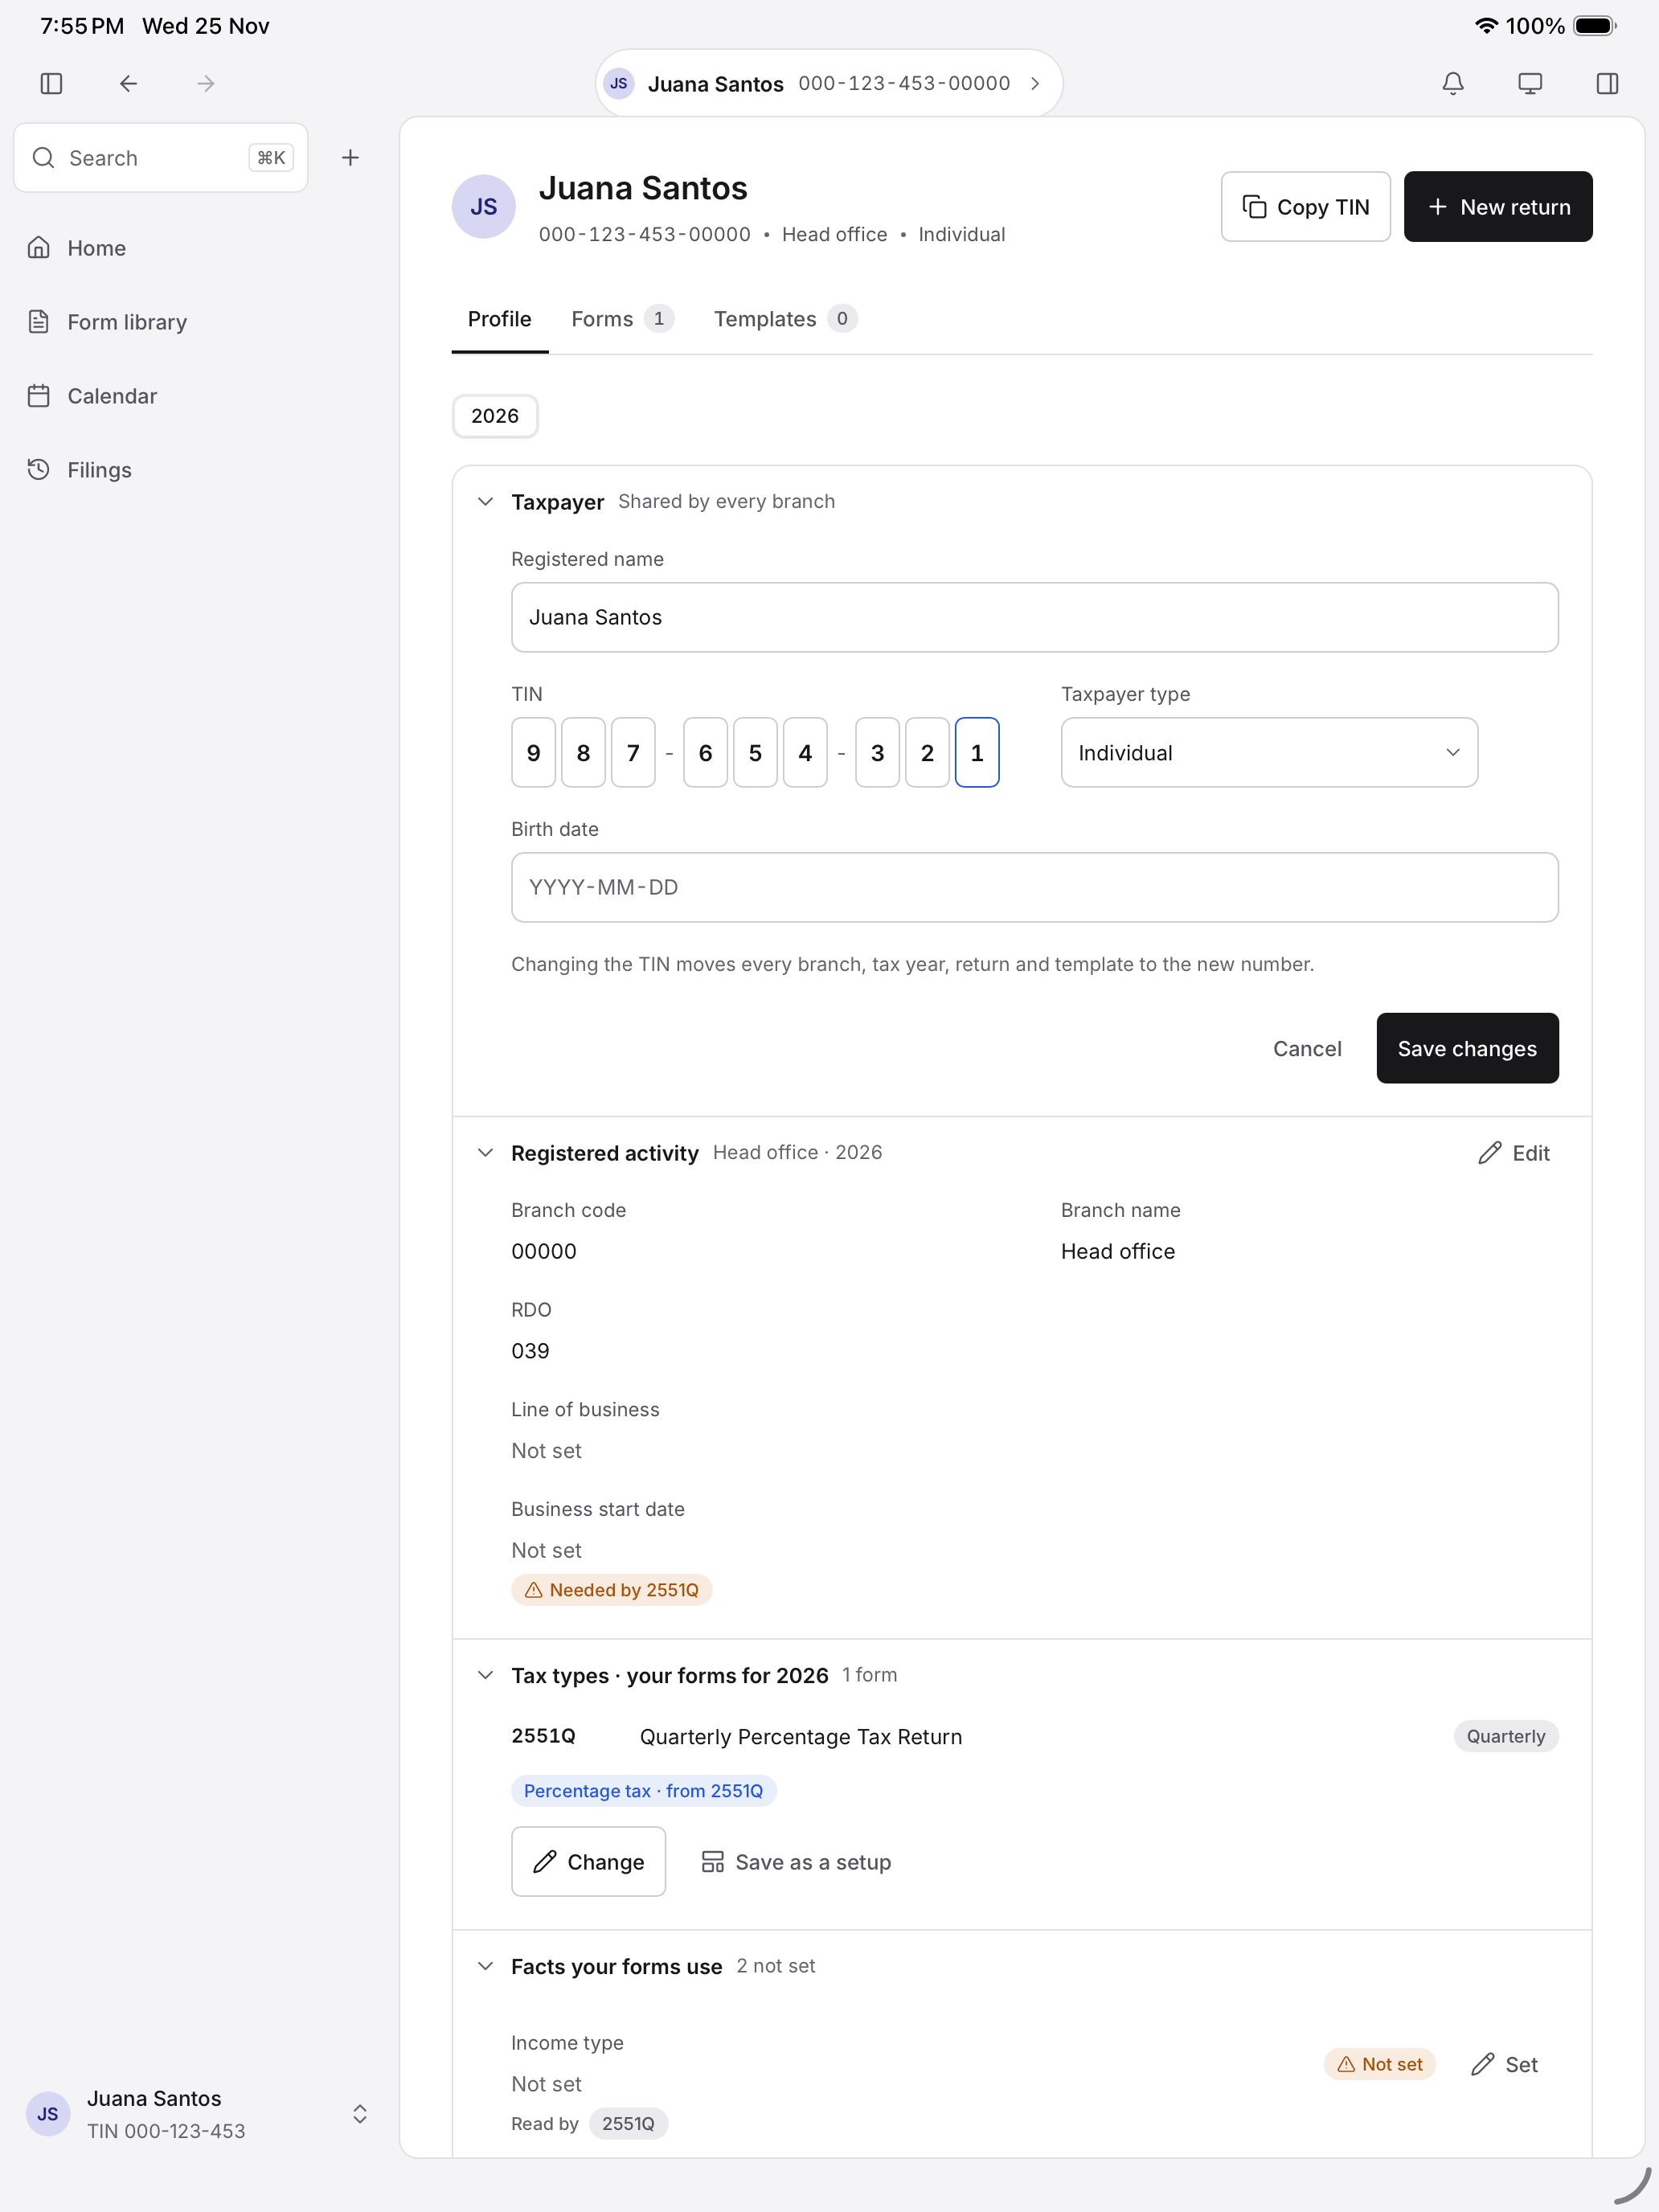 7:55 PM Wed 25 Nov
100%
JS Juana Santos 000-123-453-00000
Search ⌘K
Home
Form library
Calendar
Filings
JS
Juana Santos
000-123-453-00000 • Head office • Individual
Copy TIN
New return
Profile Forms 1 Templates 0
2026
Taxpayer Shared by every branch
Registered name
Juana Santos
TIN
9 8 7 - 6 5 4 - 3 2 1
Taxpayer type
Individual
Birth date
YYYY-MM-DD
Changing the TIN moves every branch, tax year, return and template to the new number.
Cancel Save changes
Registered activity Head office · 2026 Edit
Branch code
00000
Branch name
Head office
RDO
039
Line of business
Not set
Business start date
Not set
Needed by 2551Q
Tax types · your forms for 2026 1 form
2551Q Quarterly Percentage Tax Return Quarterly
Percentage tax · from 2551Q
Change Save as a setup
Facts your forms use 2 not set
Income type
Not set
Read by 2551Q
Not set Set
JS
Juana Santos
TIN 000-123-453